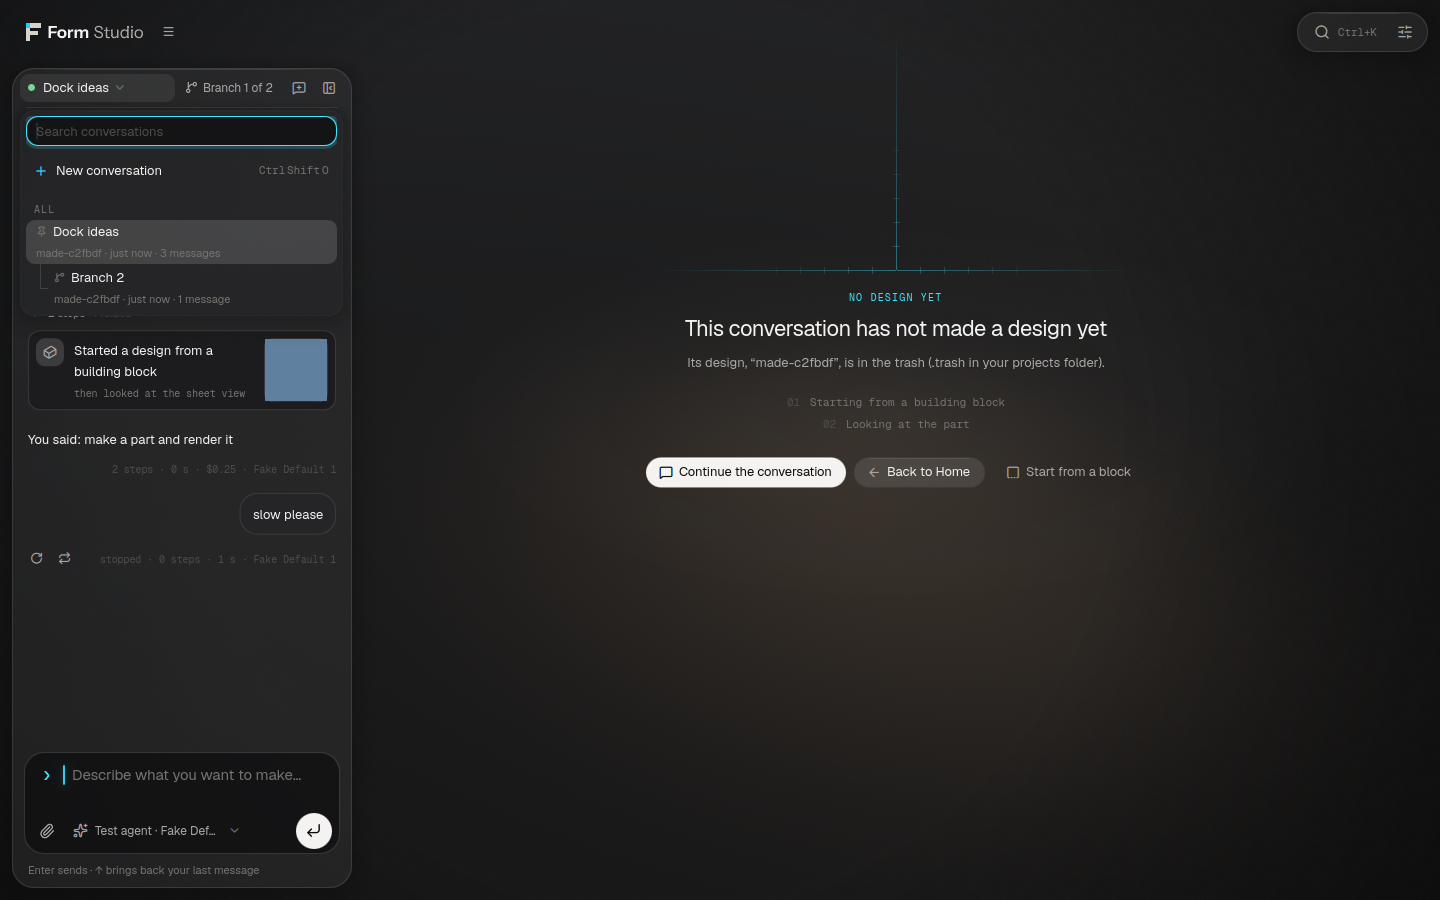 Form Studio
Ctrl+K
Dock ideas
Branch 1 of 2
Search conversations
New conversation
Ctrl Shift O
ALL
Dock ideas
made-c2fbdf · just now · 3 messages
Branch 2
made-c2fbdf · just now · 1 message
Started a design from a
building block
then looked at the sheet view
You said: make a part and render it
2 steps · 0 s · $0.25 · Fake Default 1
slow please
stopped · 0 steps · 1 s · Fake Default 1
Describe what you want to make...
Test agent · Fake Def...
Enter sends · ↑ brings back your last message
NO DESIGN YET
This conversation has not made a design yet
Its design, “made-c2fbdf”, is in the trash (.trash in your projects folder).
01 Starting from a building block
02 Looking at the part
Continue the conversation
Back to Home
Start from a block